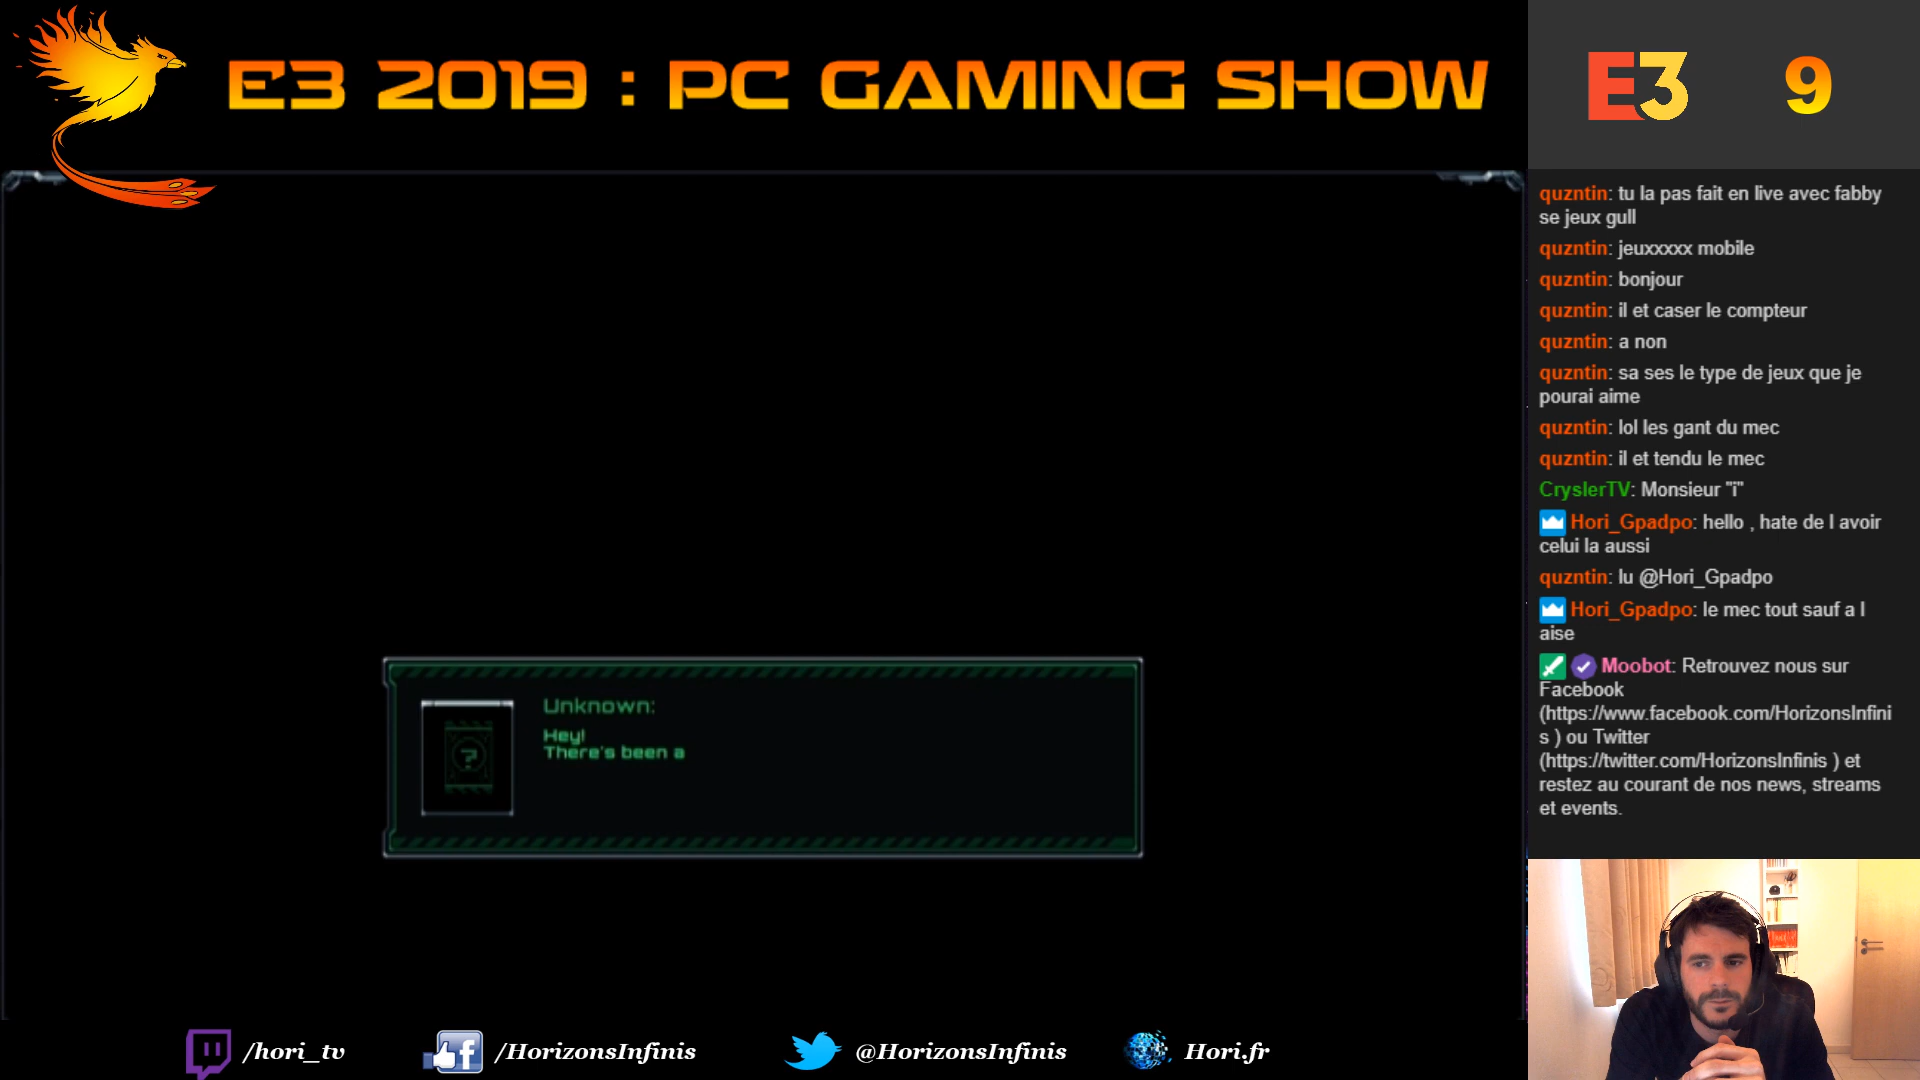 E3 2019 : PC GAMING SHOW
E3 9
quzntin: tu la pas fait en live avec fabby
se jeux gull
quzntin: jeuxxxxx mobile
quzntin: bonjour
quzntin: il et caser le compteur
quzntin: a non
quzntin: sa ses le type de jeux que je
pourai aime
quzntin: lol les gant du mec
quzntin: il et tendu le mec
CryslerTV: Monsieur "i"
Hori_Gpadpo: hello , hate de l avoir
celui la aussi
quzntin: lu @Hori_Gpadpo
Hori_Gpadpo: le mec tout sauf a l
aise
Moobot: Retrouvez nous sur
Facebook
(https://www.facebook.com/HorizonsInfini
s ) ou Twitter
(https://twitter.com/HorizonsInfinis ) et
restez au courant de nos news, streams
et events.
?
Unknown:
Hey!
There's been a
/hori_tv
f /HorizonsInfinis
@HorizonsInfinis
Hori.fr